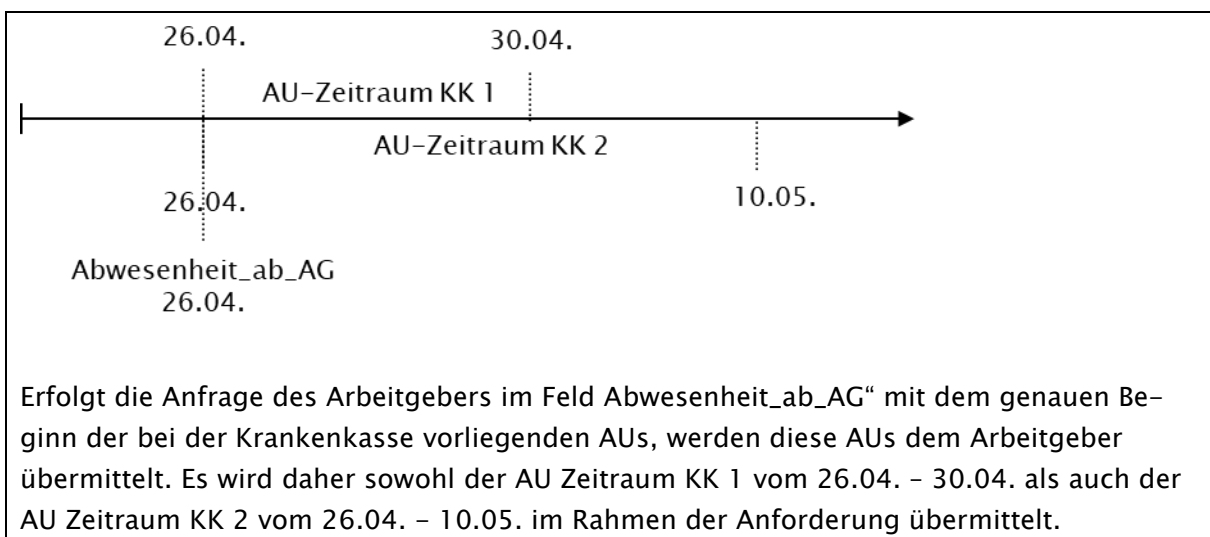 26.04.
30.04.
AU-Zeitraum KK 1
AU-Zeitraum KK 2
26.04.
10.05.
Abwesenheit_ab_AG
26.04.
Erfolgt die Anfrage des Arbeitgebers im Feld Abwesenheit_ab_AG“ mit dem genauen Be-
ginn der bei der Krankenkasse vorliegenden AUs, werden diese AUs dem Arbeitgeber
übermittelt. Es wird daher sowohl der AU Zeitraum KK 1 vom 26.04. – 30.04. als auch der
AU Zeitraum KK 2 vom 26.04. – 10.05. im Rahmen der Anforderung übermittelt.